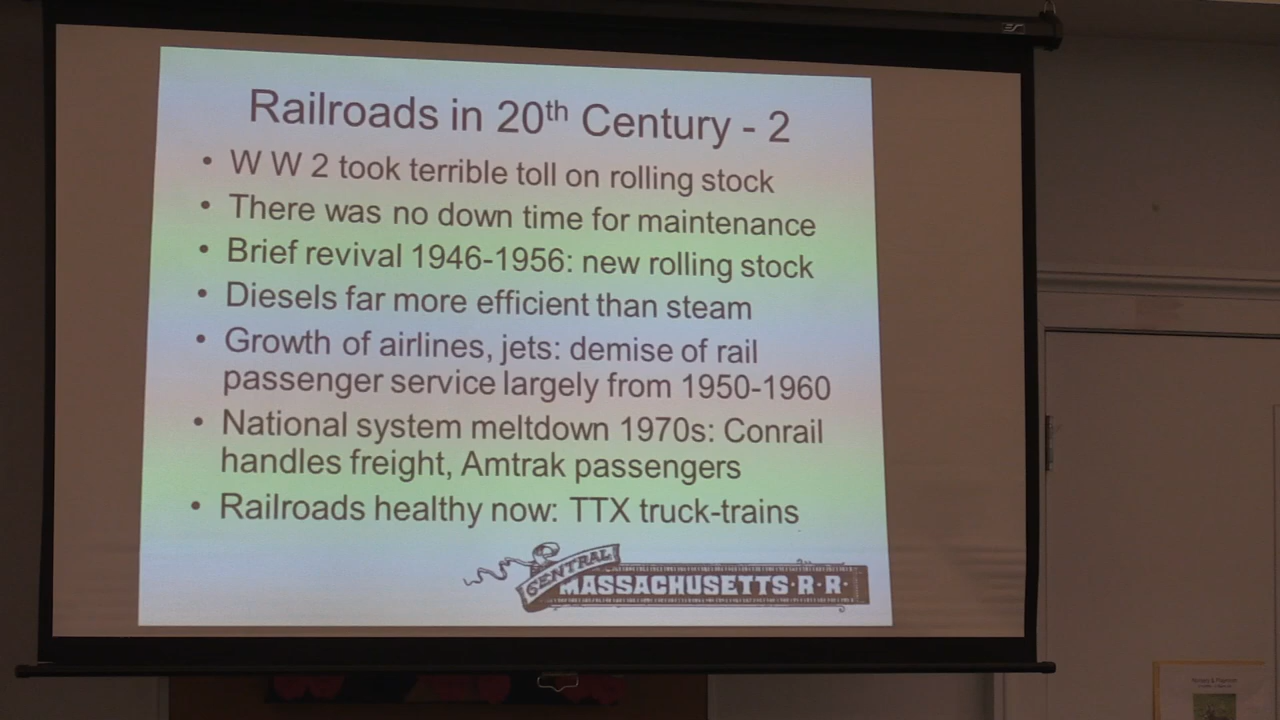 Railroads in 20th Century - 2
• W W 2 took terrible toll on rolling stock
• There was no down time for maintenance
• Brief revival 1946-1956: new rolling stock
• Diesels far more efficient than steam
• Growth of airlines, jets: demise of rail
passenger service largely from 1950-1960
• National system meltdown 1970s: Conrail
handles freight, Amtrak passengers
• Railroads healthy now: TTX truck-trains
CENTRAL
MASSACHUSETTS·R·R·